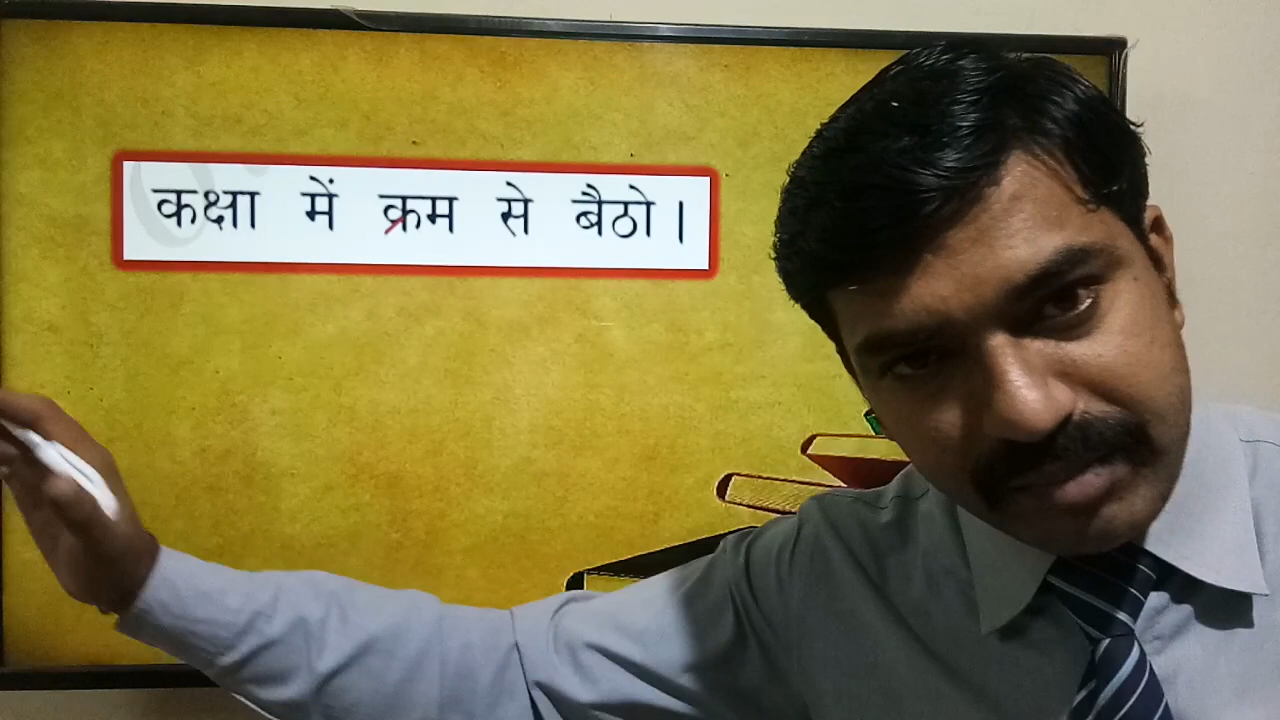 कक्षा में क्रम से बैठो ।